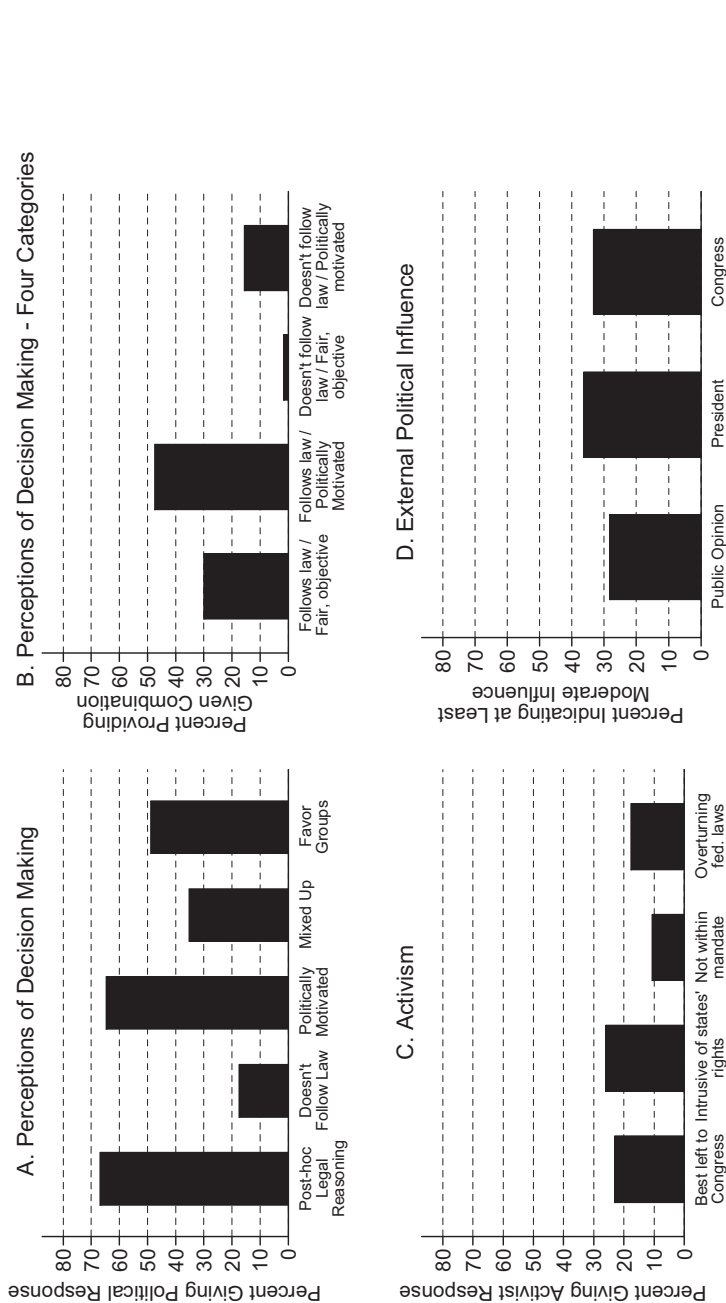 A. Perceptions of Decision Making
Percent Giving Political Response
80
70
60
50
40
30
20
10
0
Post-hoc
Legal
Reasoning
Doesn't
Follow Law
Politically
Motivated
Mixed Up
Favor
Groups
B. Perceptions of Decision Making - Four Categories
Percent Providing
Given Combination
80
70
60
50
40
30
20
10
0
Follows law /
Fair, objective
Follows law /
Politically
Motivated
Doesn't follow
law / Fair,
objective
Doesn't follow
law / Politically
motivated
C. Activism
Percent Giving Activist Response
80
70
60
50
40
30
20
10
0
Best left to
Congress
Intrusive of states'
rights
Not within
mandate
Overturning
fed. laws
D. External Political Influence
Percent Indicating at Least
Moderate Influence
80
70
60
50
40
30
20
10
0
Public Opinion
President
Congress